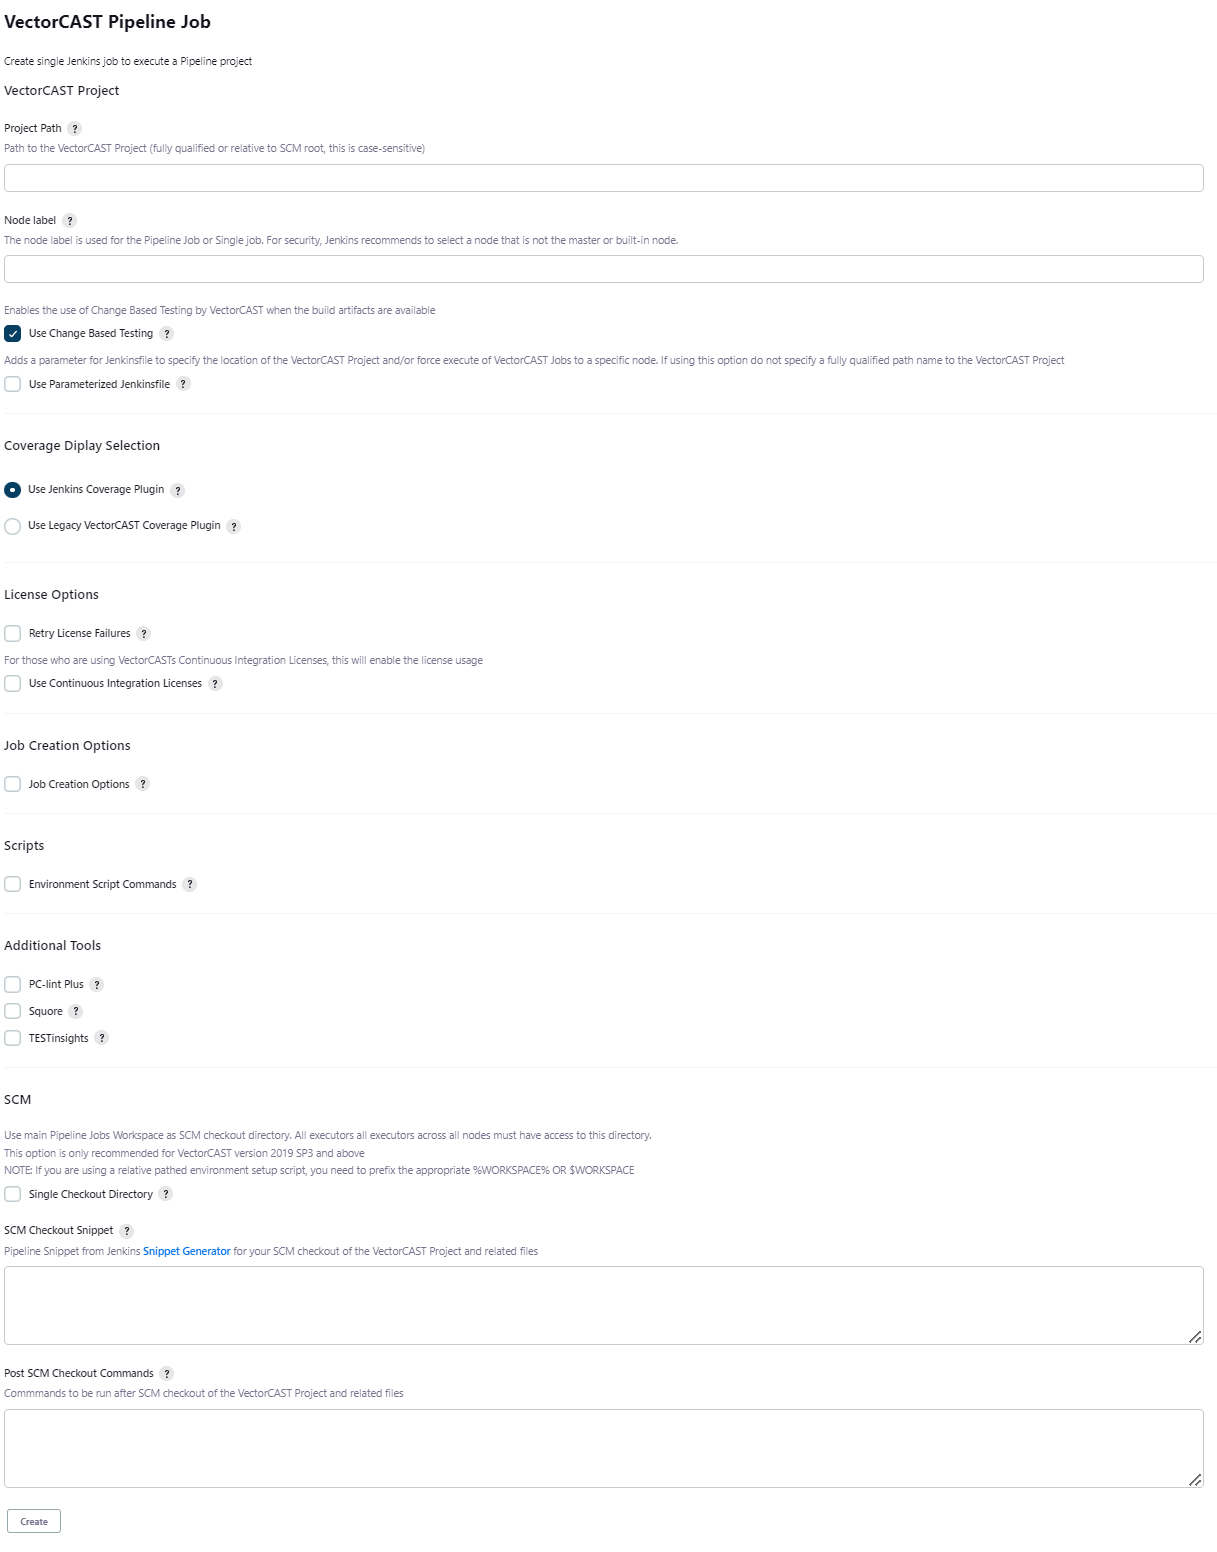 VectorCAST Pipeline Job
Create single Jenkins job to execute a Pipeline project
VectorCAST Project
Project Path ?
Path to the VectorCAST Project (fully qualified or relative to SCM root, this is case-sensitive)
Node label ?
The node label is used for the Pipeline Job or Single job. For security, Jenkins recommends to select a node that is not the master or built-in node.
Enables the use of Change Based Testing by VectorCAST when the build artifacts are available
Use Change Based Testing ?
Adds a parameter for Jenkinsfile to specify the location of the VectorCAST Project and/or force execute of VectorCAST Jobs to a specific node. If using this option do not specify a fully qualified path name to the VectorCAST Project
Use Parameterized Jenkinsfile ?
Coverage Diplay Selection
Use Jenkins Coverage Plugin ?
Use Legacy VectorCAST Coverage Plugin ?
License Options
Retry License Failures ?
For those who are using VectorCASTs Continuous Integration Licenses, this will enable the license usage
Use Continuous Integration Licenses ?
Job Creation Options
Job Creation Options ?
Scripts
Environment Script Commands ?
Additional Tools
PC-lint Plus ?
Squore ?
TESTinsights ?
SCM
Use main Pipeline Jobs Workspace as SCM checkout directory. All executors all executors across all nodes must have access to this directory.
This option is only recommended for VectorCAST version 2019 SP3 and above
NOTE: If you are using a relative pathed environment setup script, you need to prefix the appropriate %WORKSPACE% OR $WORKSPACE
Single Checkout Directory ?
SCM Checkout Snippet ?
Pipeline Snippet from Jenkins Snippet Generator for your SCM checkout of the VectorCAST Project and related files
Post SCM Checkout Commands ?
Commmands to be run after SCM checkout of the VectorCAST Project and related files
Create